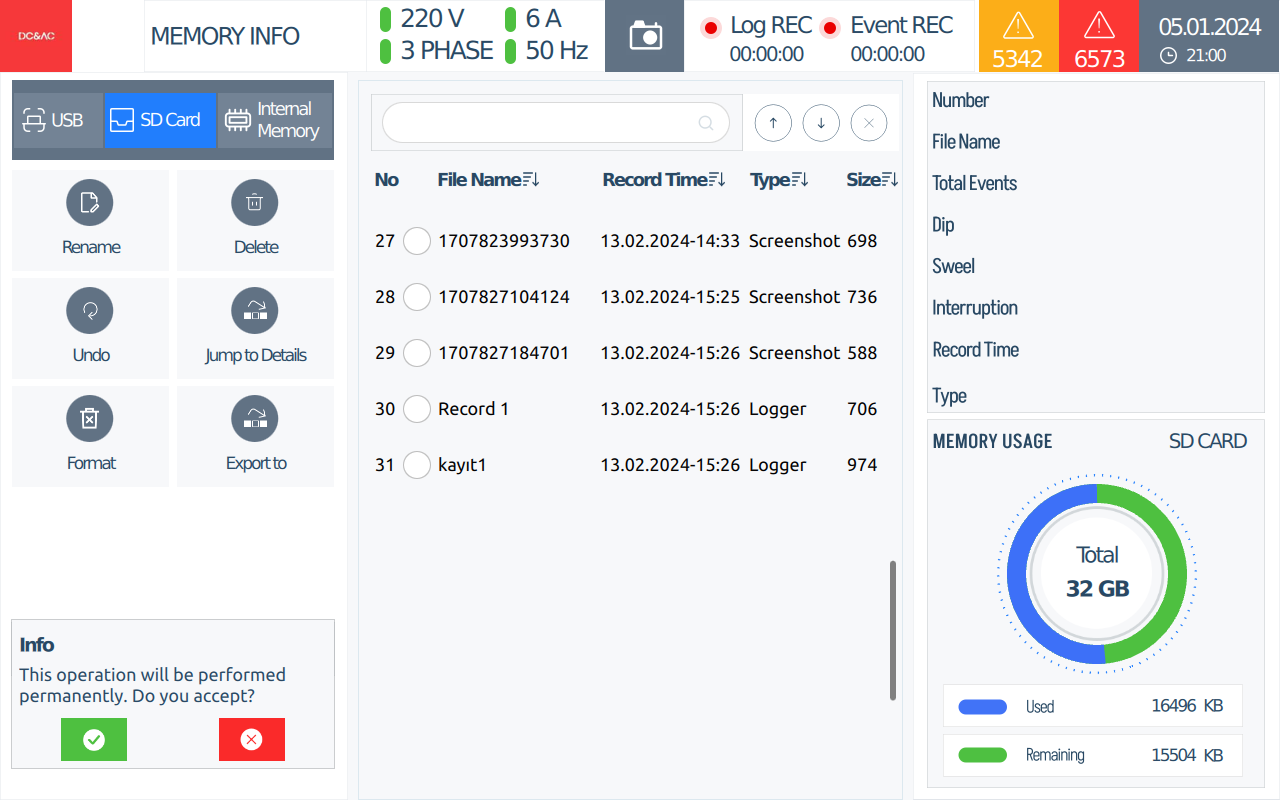 DC&AC
MEMORY INFO
220 V 6 A
3 PHASE 50 Hz
Log REC
00:00:00
Event REC
00:00:00
5342
6573
05.01.2024
21:00
USB
SD Card
Internal
Memory
Rename
Delete
Undo
Jump to Details
Format
Export to
Info
This operation will be performed
permanently. Do you accept?
No File Name Record Time Type Size
27 1707823993730 13.02.2024-14:33 Screenshot 698
28 1707827104124 13.02.2024-15:25 Screenshot 736
29 1707827184701 13.02.2024-15:26 Screenshot 588
30 Record 1 13.02.2024-15:26 Logger 706
31 kayıt1 13.02.2024-15:26 Logger 974
Number
File Name
Total Events
Dip
Sweel
Interruption
Record Time
Type
MEMORY USAGE SD CARD
Total
32 GB
Used 16496 KB
Remaining 15504 KB